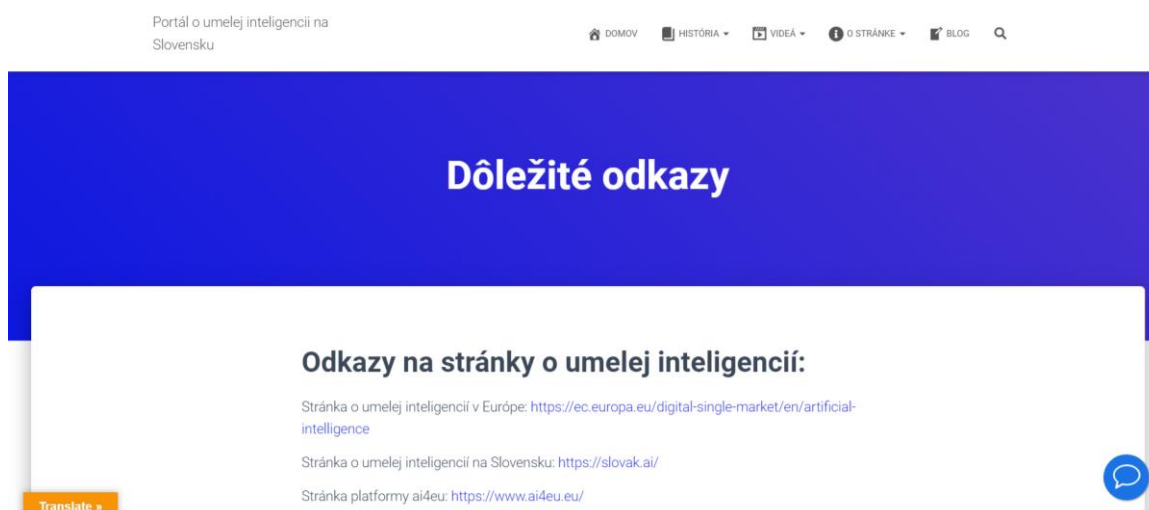 Portál o umelej inteligencii na
Slovensku
DOMOV HISTÓRIA VIDEÁ O STRÁNKE BLOG
Dôležité odkazy
Odkazy na stránky o umelej inteligencií:
Stránka o umelej inteligencií v Európe: https://ec.europa.eu/digital-single-market/en/artificial-
intelligence
Stránka o umelej inteligencií na Slovensku: https://slovak.ai/
Stránka platformy ai4eu: https://www.ai4eu.eu/
Translate »